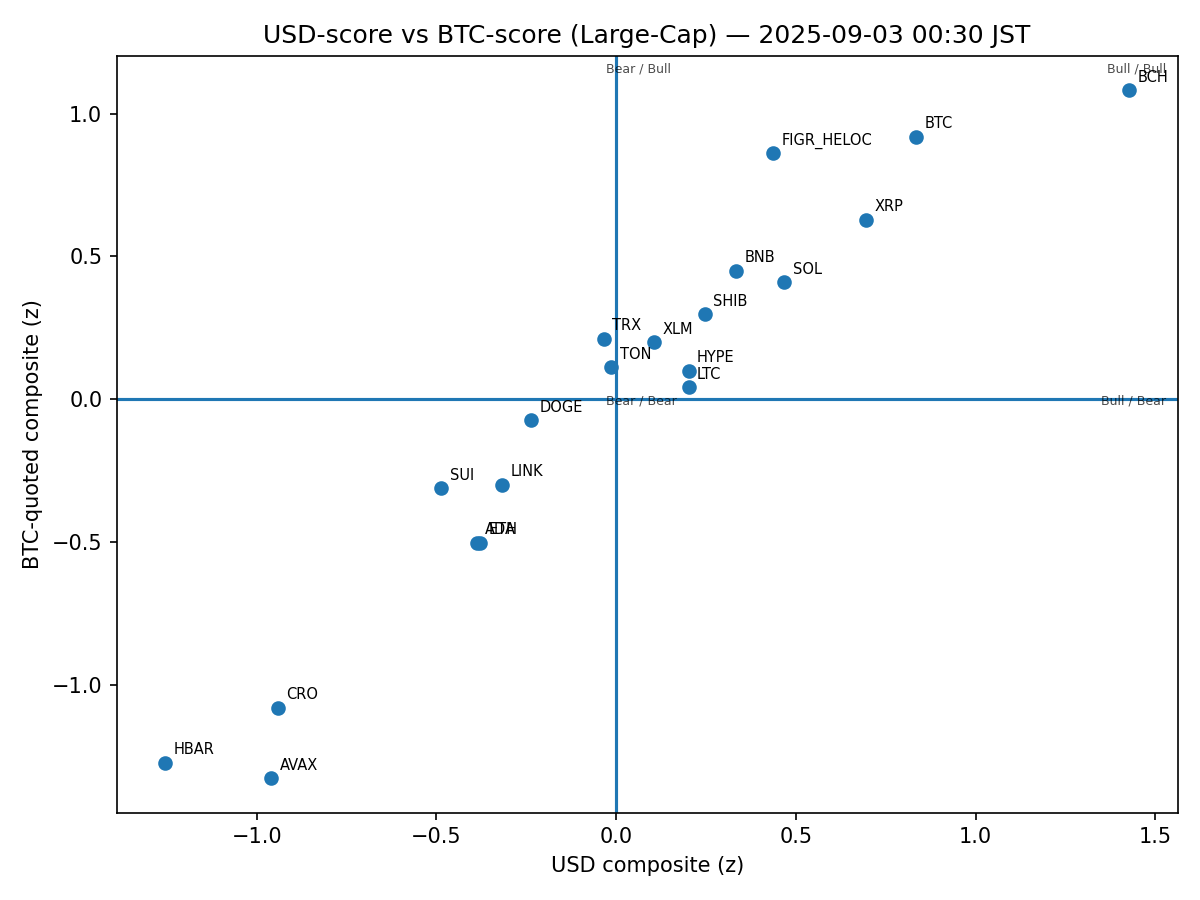 USD-score vs BTC-score (Large-Cap) — 2025-09-03 00:30 JST
Bear / Bull
Bull / Bull
BCH
BTC
FIGR_HELOC
XRP
BNB
SOL
SHIB
TRX
XLM
TON
HYPE
LTC
Bear / Bear
Bull / Bear
DOGE
SUI
LINK
ADA
ETH
CRO
HBAR
AVAX
1.0
0.5
0.0
−0.5
−1.0
BTC-quoted composite (z)
−1.0
−0.5
0.0
0.5
1.0
1.5
USD composite (z)